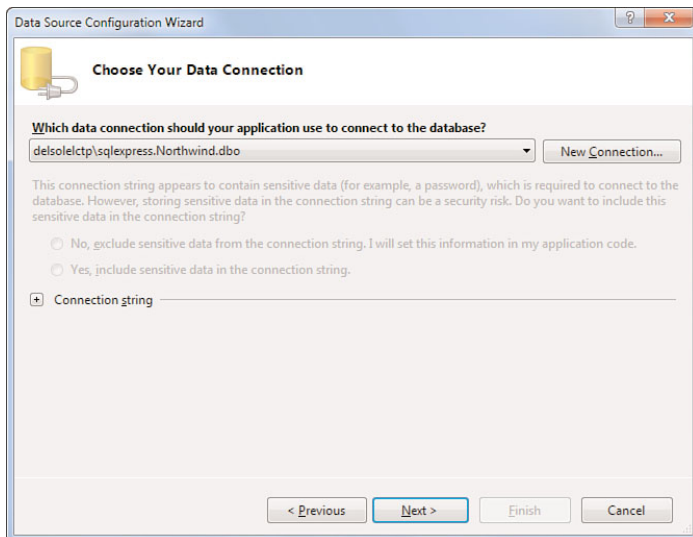 Data Source Configuration Wizard
Choose Your Data Connection
Which data connection should your application use to connect to the database?
delsolelctp\sqlexpress.Northwind.dbo
New Connection...
This connection string appears to contain sensitive data (for example, a password), which is required to connect to the
database. However, storing sensitive data in the connection string can be a security risk. Do you want to include this
sensitive data in the connection string?
No, exclude sensitive data from the connection string. I will set this information in my application code.
Yes, include sensitive data in the connection string.
Connection string
< Previous
Next >
Finish
Cancel